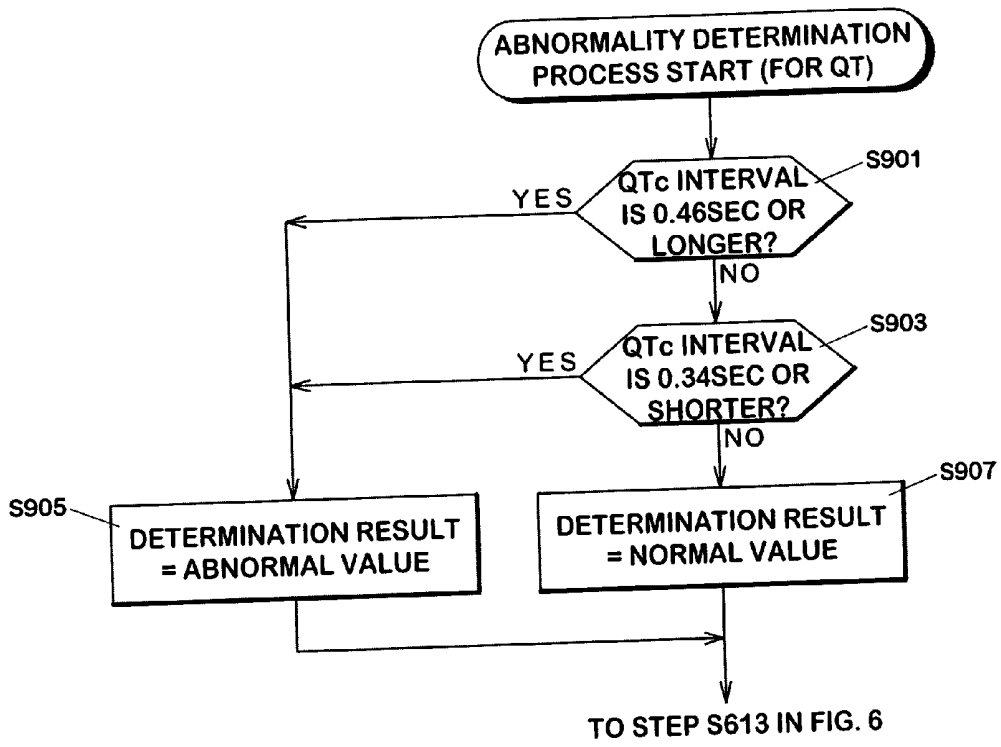 ABNORMALITY DETERMINATION
PROCESS START (FOR QT)
S901
QTc INTERVAL
IS 0.46SEC OR
LONGER?
YES
NO
S903
QTc INTERVAL
IS 0.34SEC OR
SHORTER?
YES
NO
S905
DETERMINATION RESULT
= ABNORMAL VALUE
S907
DETERMINATION RESULT
= NORMAL VALUE
TO STEP S613 IN FIG. 6